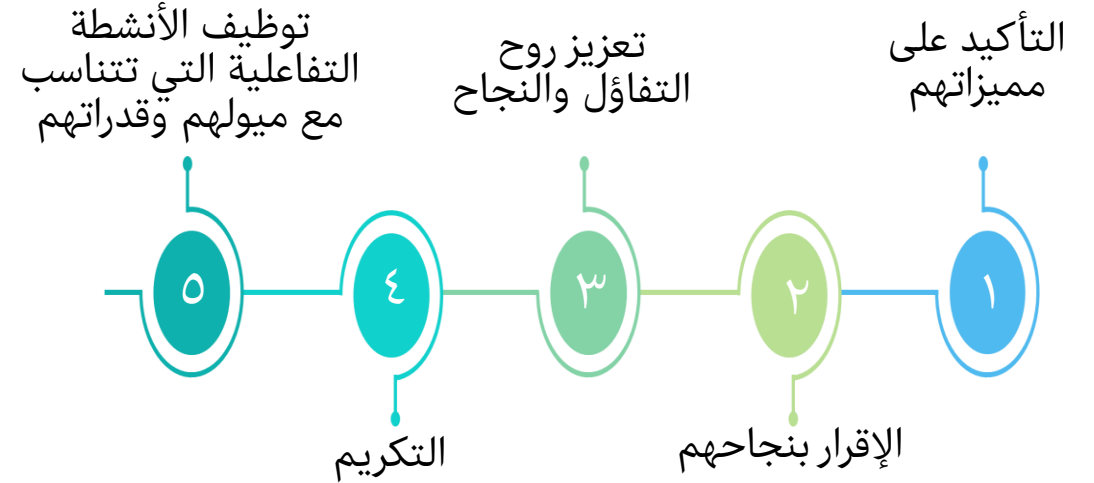 ١
التأكيد على
مميزاتهم
٢
الإقرار بنجاحهم
٣
تعزيز روح
التفاؤل والنجاح
٤
التكريم
٥
توظيف الأنشطة
التفاعلية التي تتناسب
مع ميولهم وقدراتهم